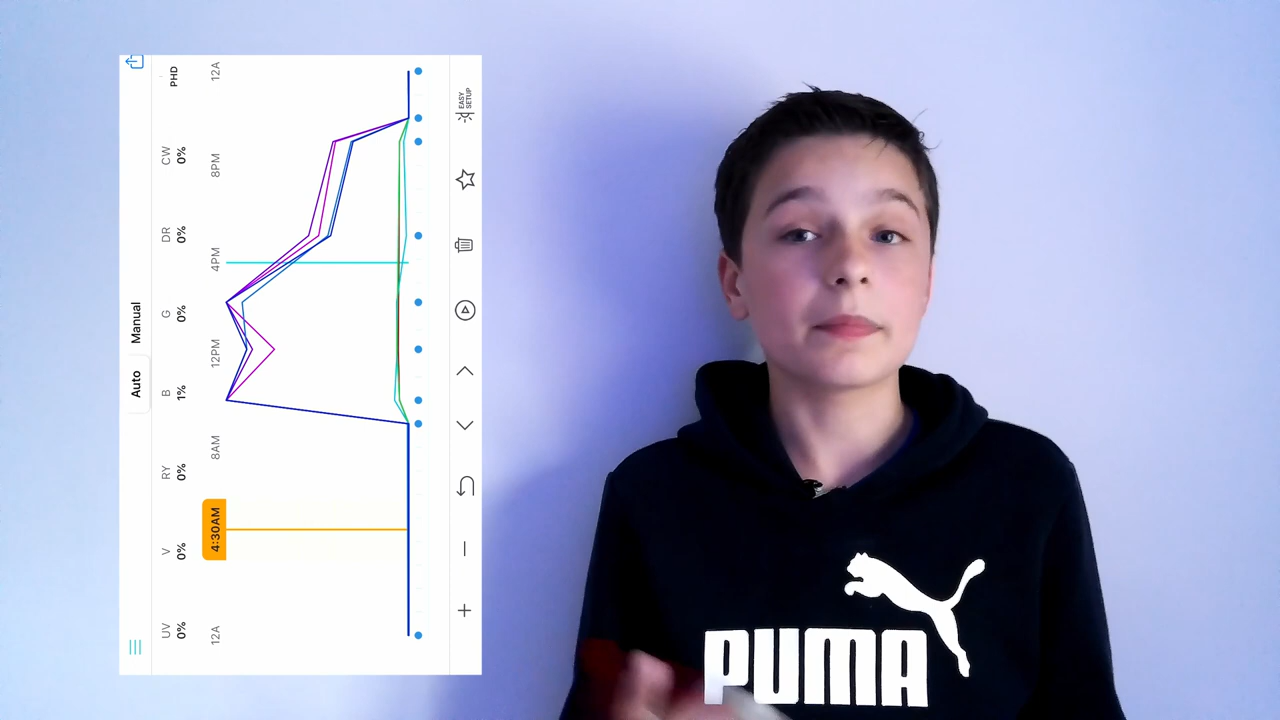 Auto
Manual
UV
V
RY
B
G
DR
CW
PHD
0%
0%
0%
1%
0%
0%
0%
12A
4:30AM
8AM
12PM
4PM
8PM
12A
EASY
SETUP
PUMA